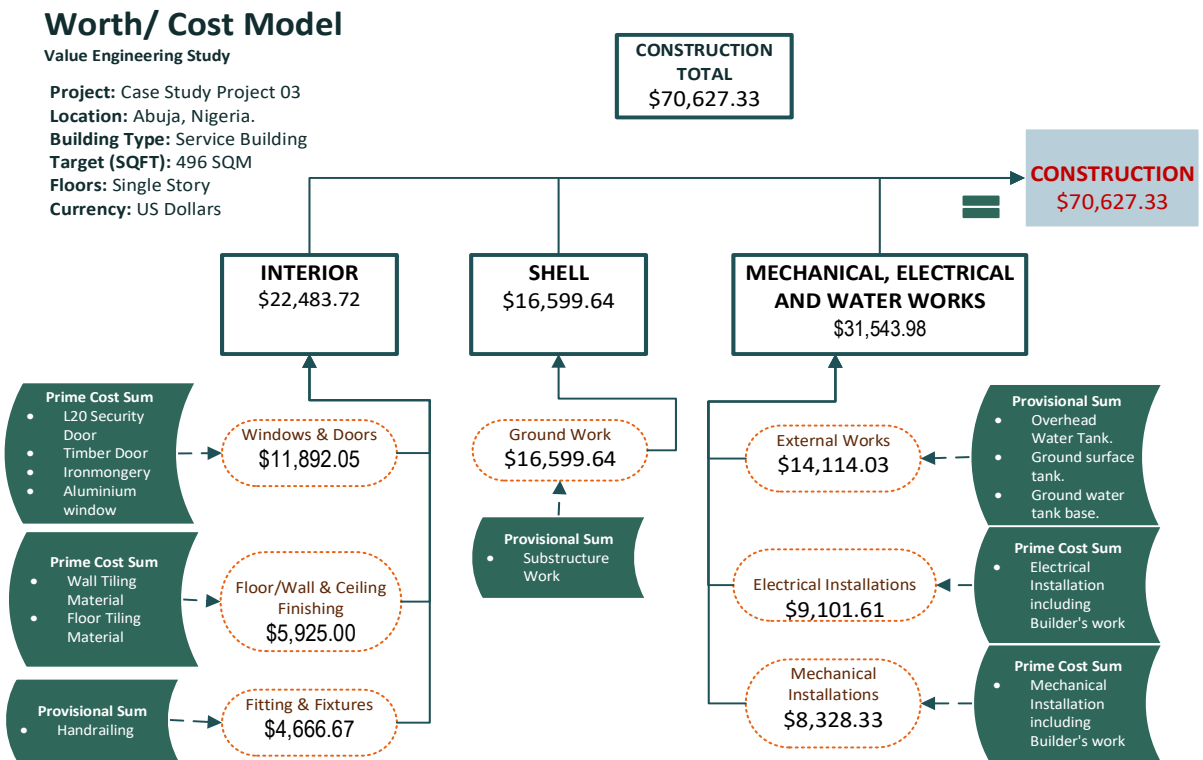 Worth/ Cost Model
Value Engineering Study
Project: Case Study Project 03
Location: Abuja, Nigeria.
Building Type: Service Building
Target (SQFT): 496 SQM
Floors: Single Story
Currency: US Dollars
CONSTRUCTION
TOTAL
$70,627.33
CONSTRUCTION
$70,627.33
INTERIOR
$22,483.72
SHELL
$16,599.64
MECHANICAL, ELECTRICAL
AND WATER WORKS
$31,543.98
Prime Cost Sum
• L20 Security
Door
• Timber Door
• Ironmongery
• Aluminium
window
Windows & Doors
$11,892.05
Prime Cost Sum
• Wall Tiling
Material
• Floor Tiling
Material
Floor/Wall & Ceiling
Finishing
$5,925.00
Provisional Sum
• Handrailing
Fitting & Fixtures
$4,666.67
Ground Work
$16,599.64
Provisional Sum
• Substructure
Work
External Works
$14,114.03
Provisional Sum
• Overhead
Water Tank.
• Ground surface
tank.
• Ground water
tank base.
Electrical Installations
$9,101.61
Prime Cost Sum
• Electrical
Installation
including
Builder's work
Mechanical
Installations
$8,328.33
Prime Cost Sum
• Mechanical
Installation
including
Builder's work